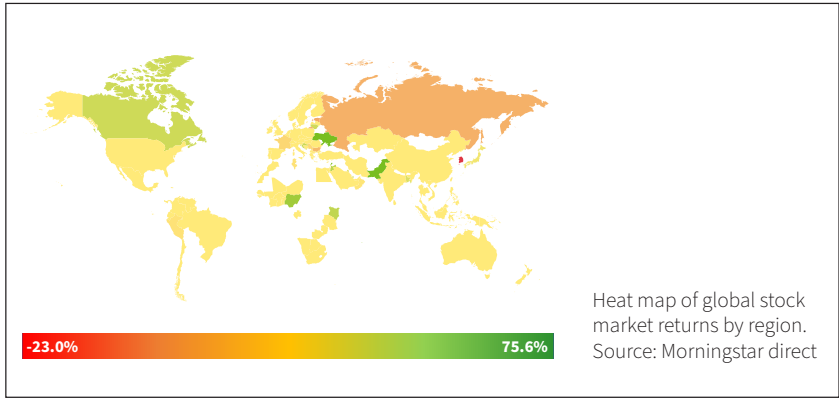 -23.0%
75.6%
Heat map of global stock
market returns by region.
Source: Morningstar direct